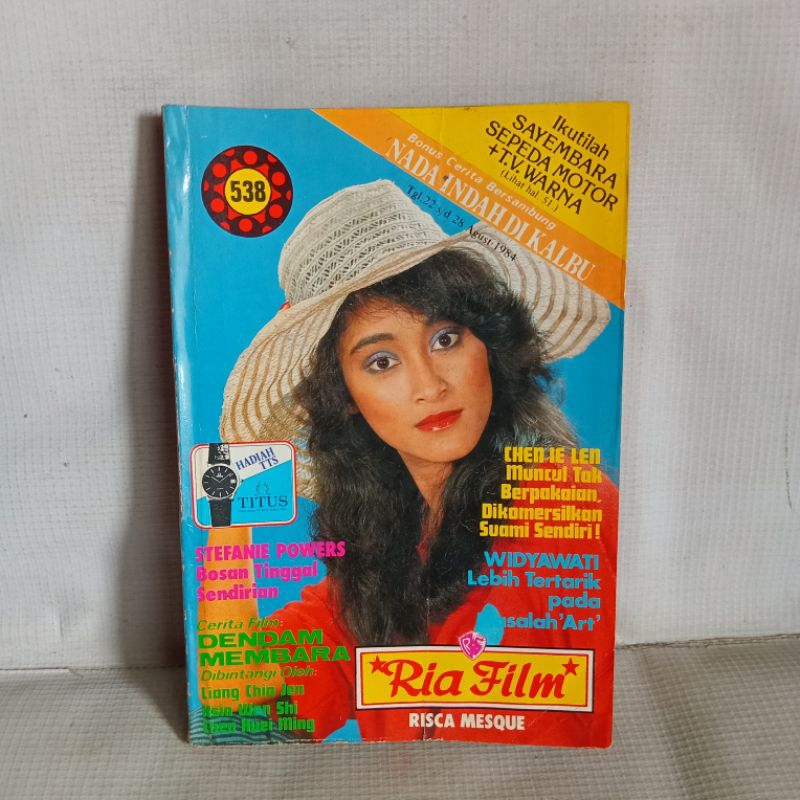 538
Ikutilah
SAYEMBARA
SEPEDA MOTOR
+T.V. WARNA
(Lihat hal. 51.)
Bonus Cerita Bersambung
NADA INDAH DI KALBU
Tgl. 22 s/d 28 Agust 1984
HADIAH
TTS
TITUS
CHEN IE LEN
Muncul Tak
Berpakaian,
Dikomersilkan
Suami Sendiri!
STEFANIE POWERS
Bosan Tinggal
Sendirian
WIDYAWATI
Lebih Tertarik
pada
asalah 'Art'
Cerita Film:
DENDAM
MEMBARA
Dibintangi Oleh:
Liang Chia Jen
Hsia Wen Shi
Chen Huei Ming
Ria Film
RISCA MESQUE